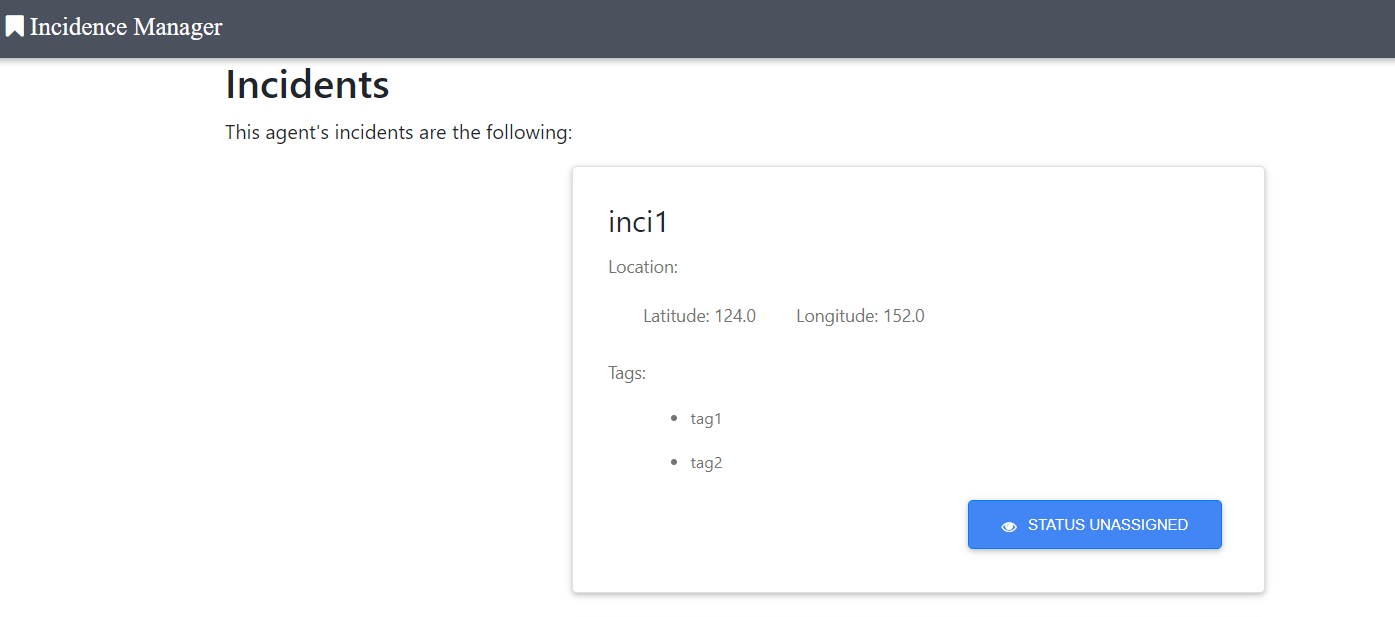 Incidence Manager
Incidents
This agent's incidents are the following:
inci1
Location:
Latitude: 124.0 Longitude: 152.0
Tags:
tag1
tag2
STATUS UNASSIGNED